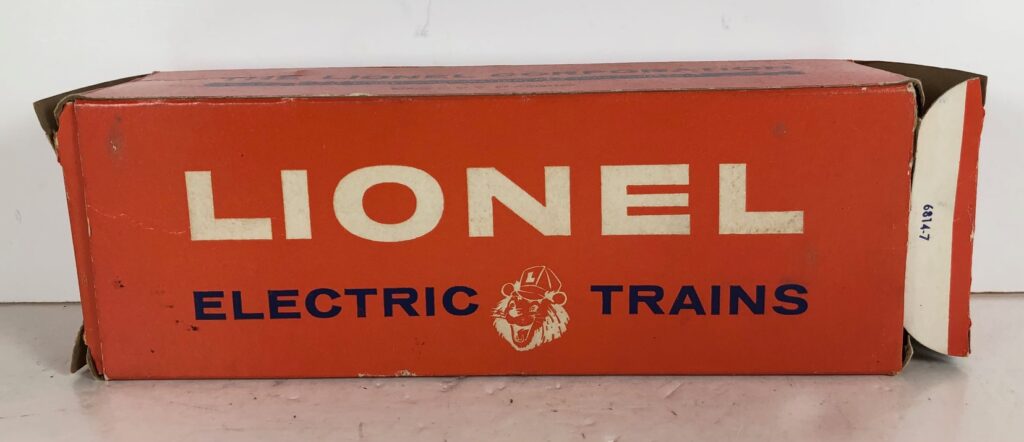 THE LIONEL CORPORATION
LIONEL
ELECTRIC TRAINS
L
6814-7